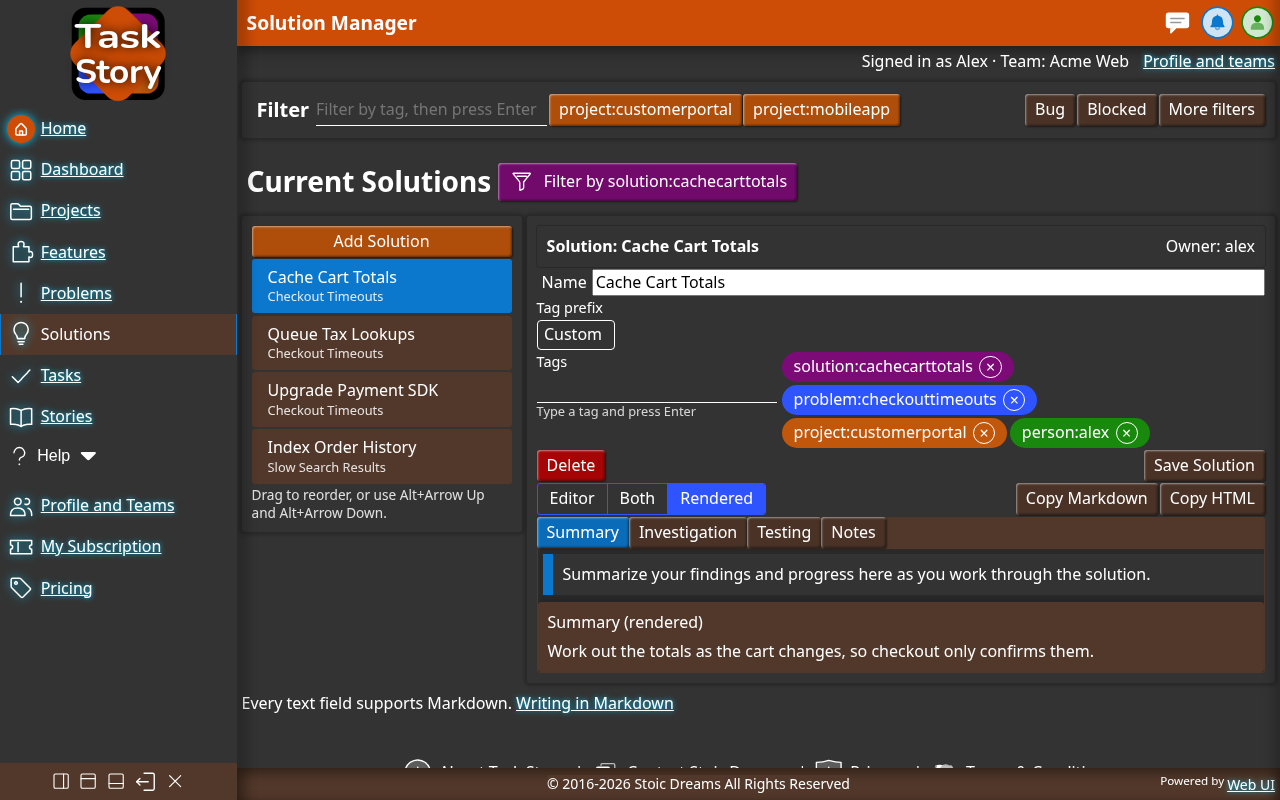 Task
Story
Solution Manager
Signed in as Alex · Team: Acme Web Profile and teams
Home
Dashboard
Projects
Features
Problems
Solutions
Tasks
Stories
Help
Profile and Teams
My Subscription
Pricing
Filter Filter by tag, then press Enter project:customerportal project:mobileapp Bug Blocked More filters
Current Solutions Filter by solution:cachecarttotals
Add Solution
Cache Cart Totals
Checkout Timeouts
Queue Tax Lookups
Checkout Timeouts
Upgrade Payment SDK
Checkout Timeouts
Index Order History
Slow Search Results
Drag to reorder, or use Alt+Arrow Up
and Alt+Arrow Down.
Solution: Cache Cart Totals Owner: alex
Name Cache Cart Totals
Tag prefix
Custom
Tags
Type a tag and press Enter
solution:cachecarttotals
problem:checkouttimeouts
project:customerportal person:alex
Delete Save Solution
Editor Both Rendered Copy Markdown Copy HTML
Summary Investigation Testing Notes
Summarize your findings and progress here as you work through the solution.
Summary (rendered)
Work out the totals as the cart changes, so checkout only confirms them.
Every text field supports Markdown. Writing in Markdown
© 2016-2026 Stoic Dreams All Rights Reserved
Powered by Web UI